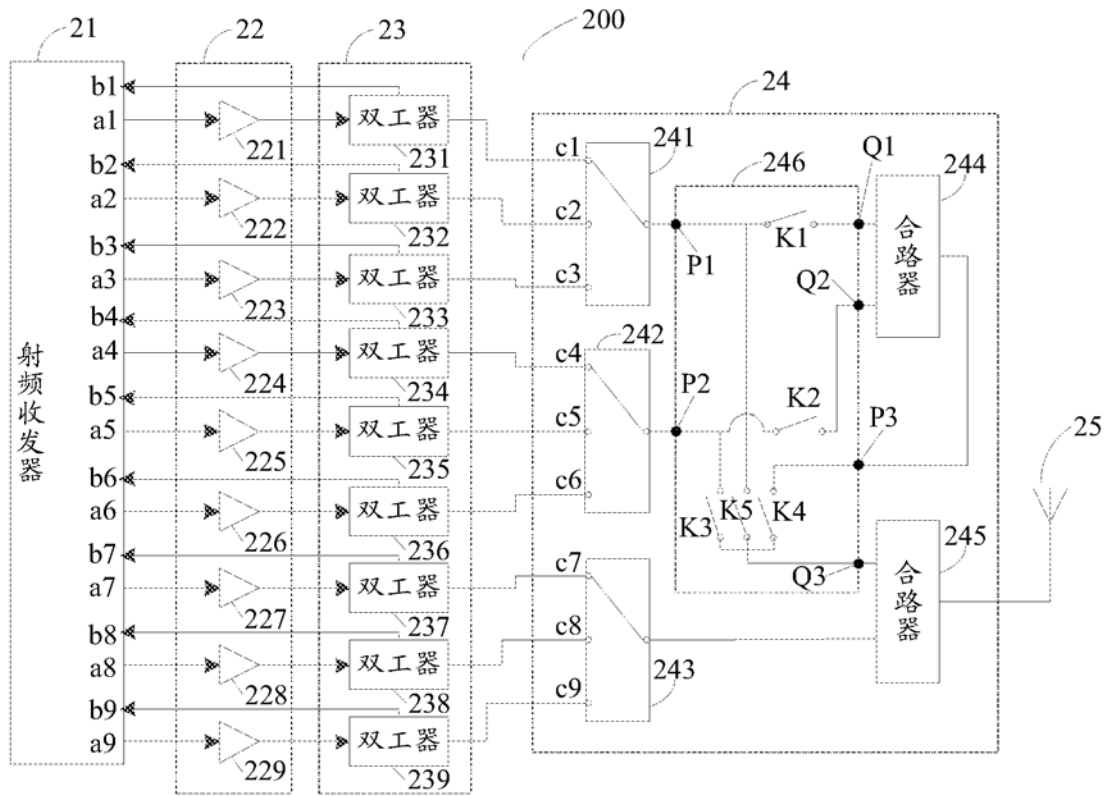 200
21
22
23
24
25
射频收发器
b1
a1
b2
a2
b3
a3
b4
a4
b5
a5
b6
a6
b7
a7
b8
a8
b9
a9
221
222
223
224
225
226
227
228
229
双工器
231
双工器
232
双工器
233
双工器
234
双工器
235
双工器
236
双工器
237
双工器
238
双工器
239
c1
c2
c3
c4
c5
c6
c7
c8
c9
241
242
243
246
P1
P2
K1
K2
K3
K5
K4
Q1
Q2
P3
Q3
244
合路器
245
合路器